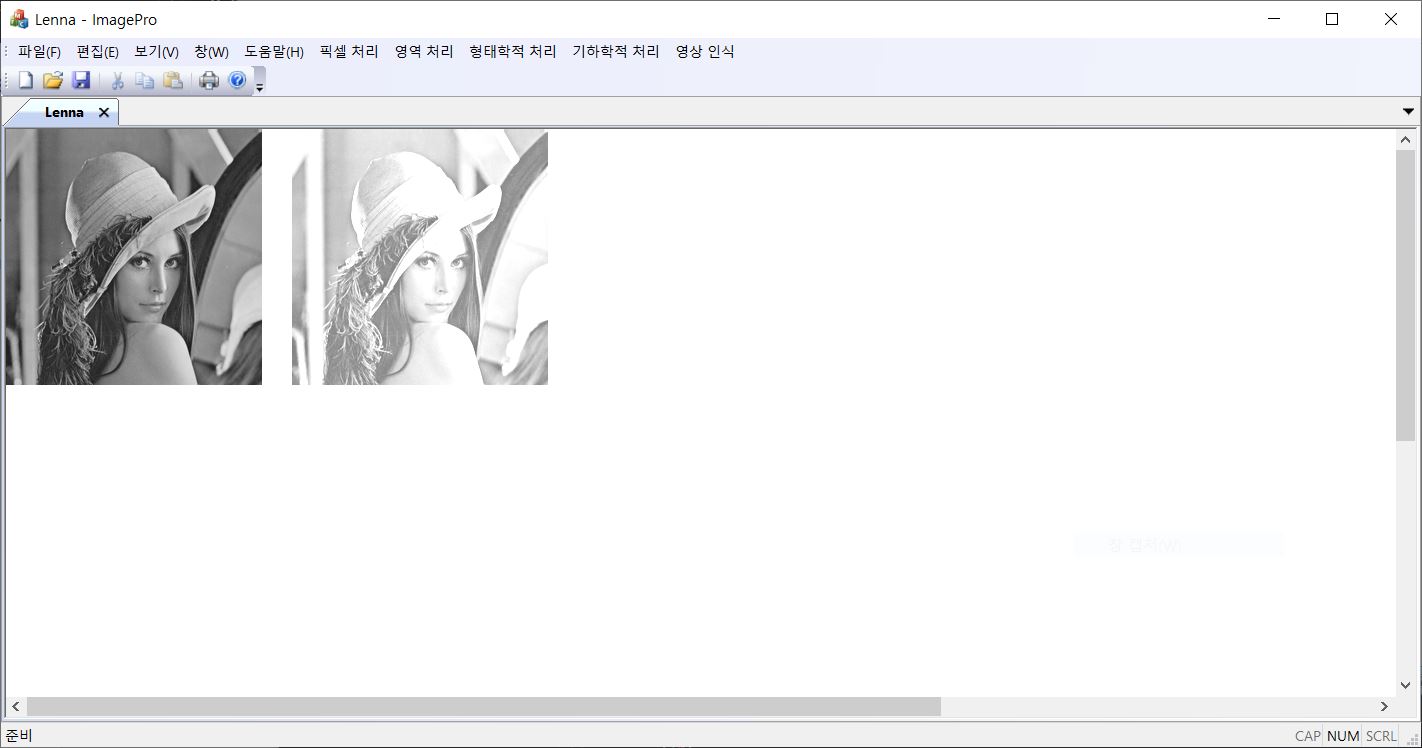 Lenna - ImagePro
파일(F) 편집(E) 보기(V) 창(W) 도움말(H) 픽셀 처리 영역 처리 형태학적 처리 기하학적 처리 영상 인식
Lenna
창 캡처(W)
준비 CAP NUM SCRL